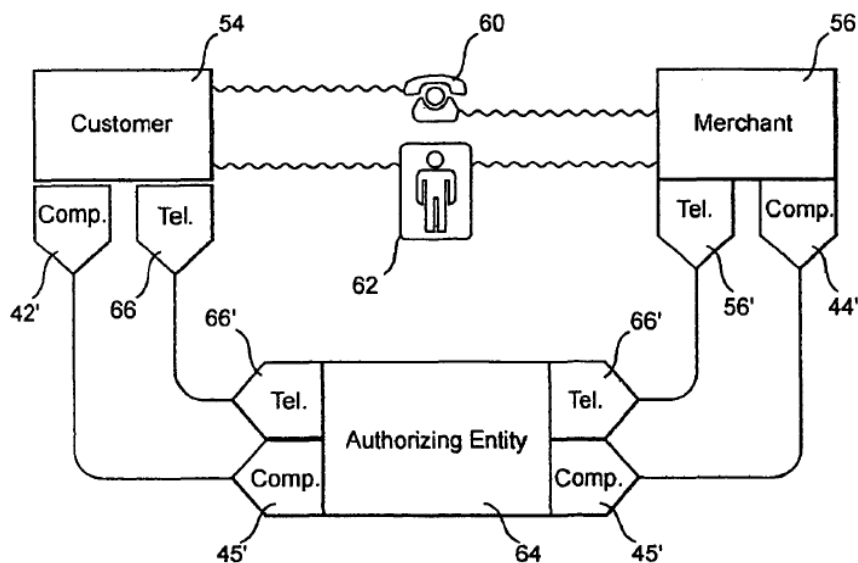 54
60
56
Customer
Merchant
Comp.
Tel.
Tel.
Comp.
42'
66
62
56'
44'
66'
66'
Tel.
Authorizing Entity
Tel.
Comp.
Comp.
45'
64
45'